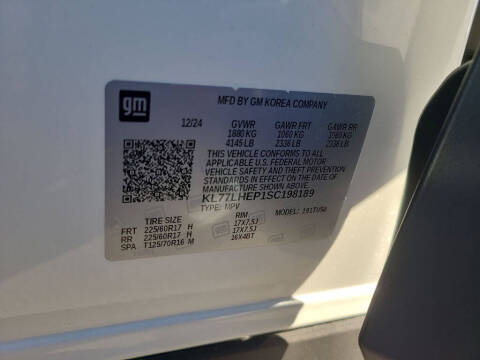 gm
MFD BY GM KOREA COMPANY
12/24 GVWR GAWR FRT GAWR RR
1880 KG 1060 KG 1060 KG
4145 LB 2336 LB 2336 LB
THIS VEHICLE CONFORMS TO ALL
APPLICABLE U.S. FEDERAL MOTOR
VEHICLE SAFETY AND THEFT PREVENTION
STANDARDS IN EFFECT ON THE DATE OF
MANUFACTURE SHOWN ABOVE.
KL77LHEP1SC198189
TYPE: MPV MODEL:
TIRE SIZE RIM
FRT 225/60R17 H 17X7.5J
RR 225/60R17 H 17X7.5J
SPA T125/70R16 M 16X4BT